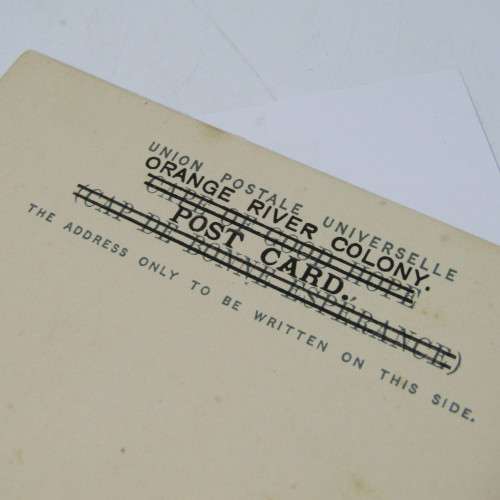 UNION POSTALE UNIVERSELLE
ORANGE RIVER COLONY.
CAPE OF GOOD HOPE
POST CARD.
(CAP DE BONNE ESPÉRANCE)
THE ADDRESS ONLY TO BE WRITTEN ON THIS SIDE.